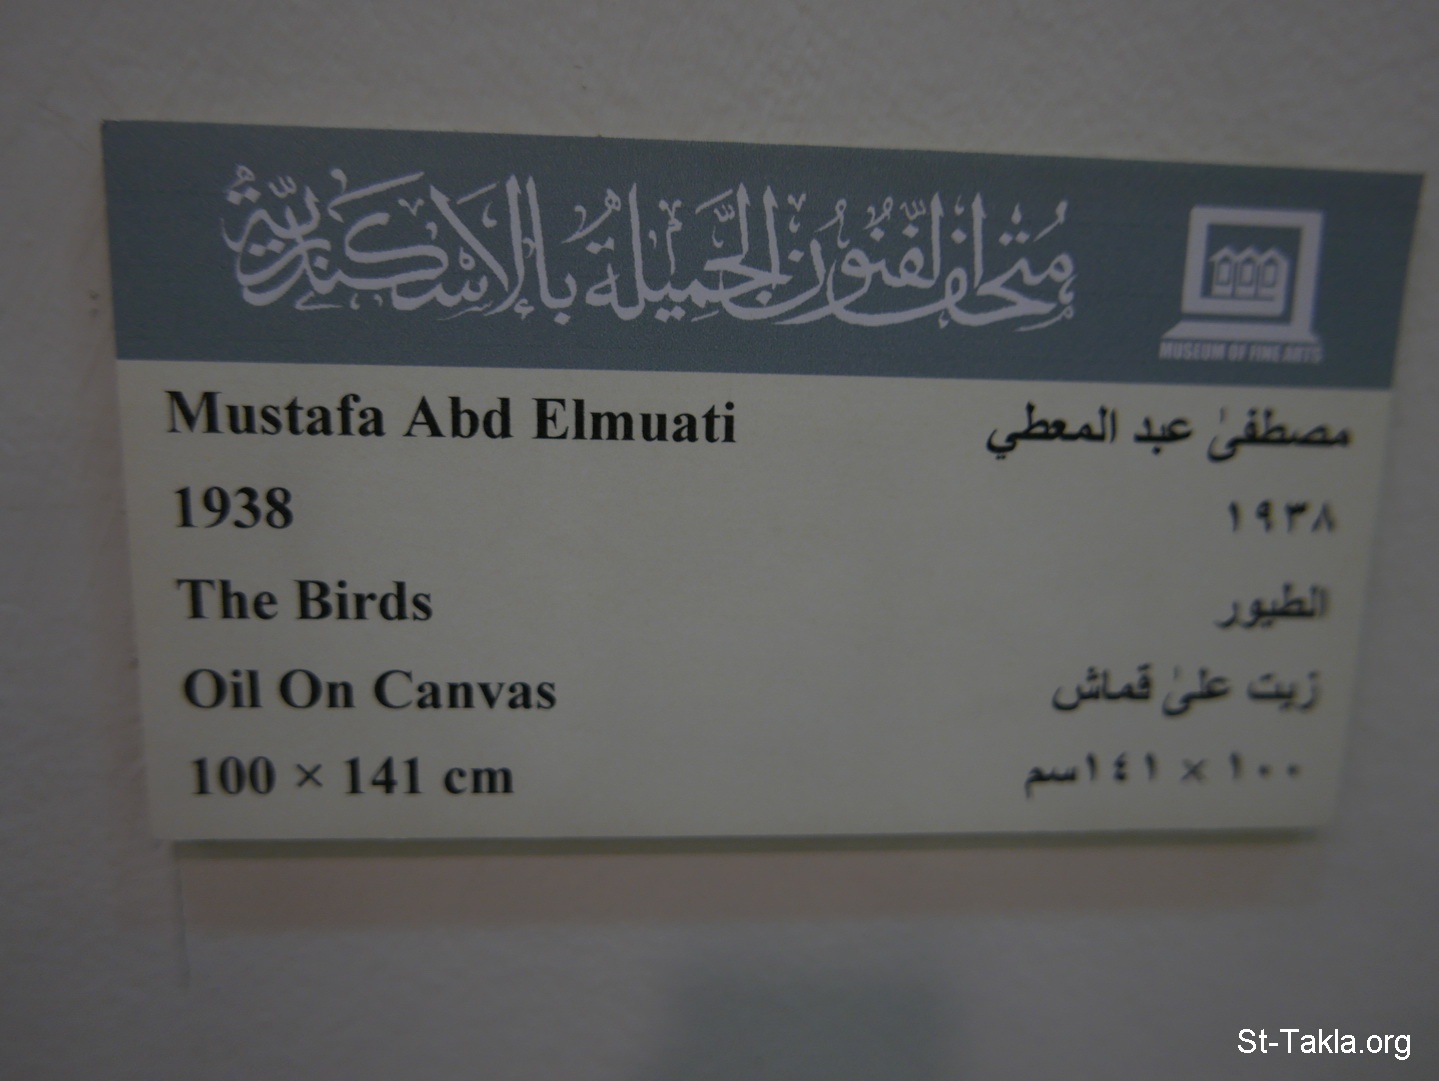 متحف الفنون الجميلة بالإسكندرية
MUSEUM OF FINE ARTS
Mustafa Abd Elmuati
مصطفىٰ عبد المعطي
1938
١٩٣٨
The Birds
الطيور
Oil On Canvas
زيت علىٰ قماش
100 × 141 cm
١٠٠ × ١٤١سم
St-Takla.org